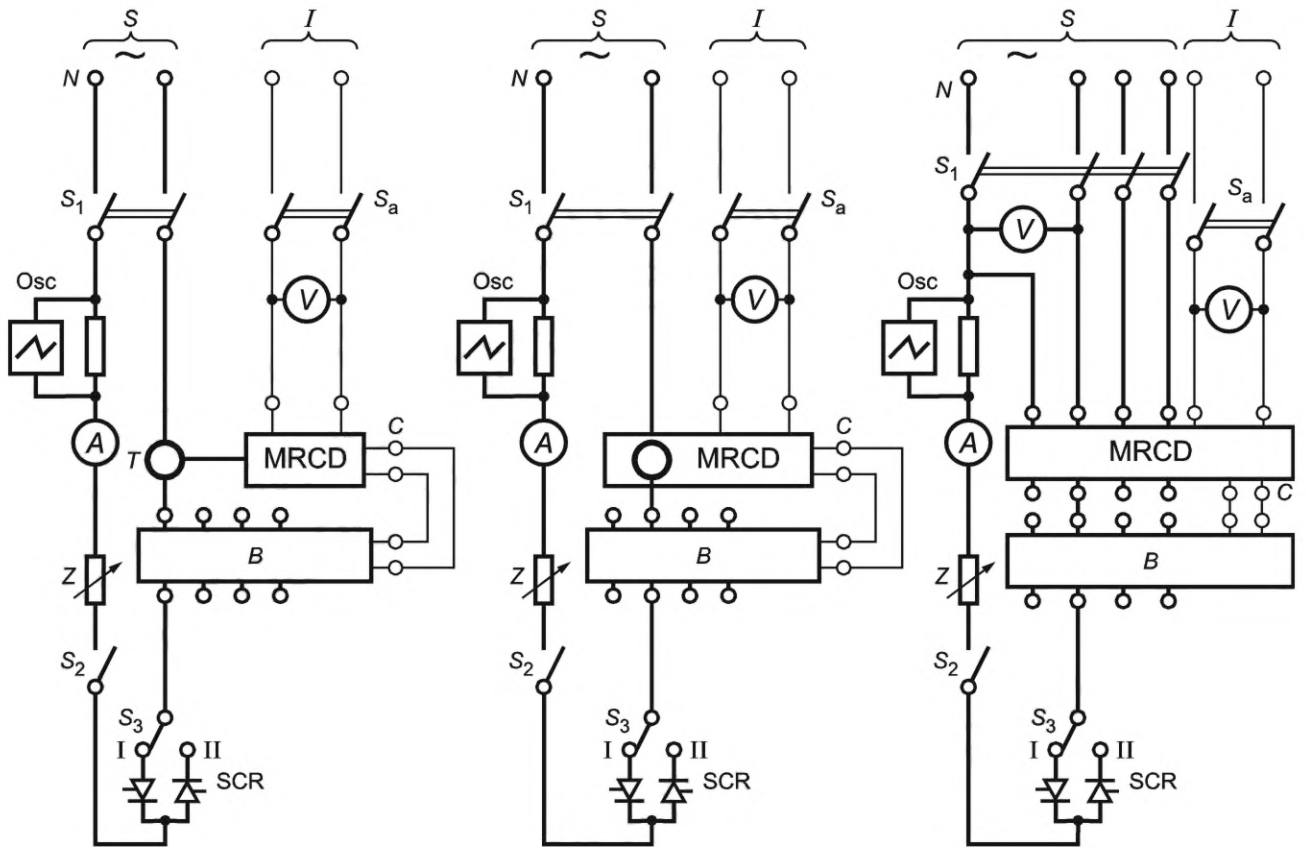 S I
N
S1 Sa
Osc
V
A
T MRCD C
B
Z
S2
S3
I II
SCR
S I
N
S1 Sa
Osc
V
A
MRCD C
B
Z
S2
S3
I II
SCR
S I
N
S1
Sa
V
Osc
V
A
MRCD
C
B
Z
S2
S3
I II
SCR